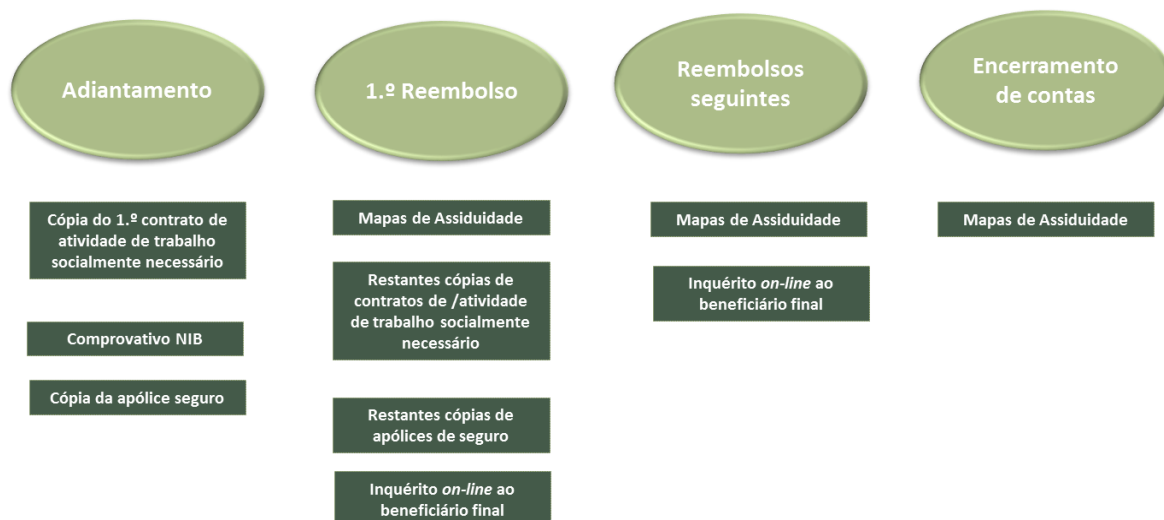 Adiantamento
1.º Reembolso
Reembolsos
seguintes
Encerramento
de contas
Cópia do 1.º contrato de
atividade de trabalho
socialmente necessário
Comprovativo NIB
Cópia da apólice seguro
Mapas de Assiduidade
Restantes cópias de
contratos de /atividade
de trabalho socialmente
necessário
Restantes cópias de
apólices de seguro
Inquérito on-line ao
beneficiário final
Mapas de Assiduidade
Inquérito on-line ao
beneficiário final
Mapas de Assiduidade